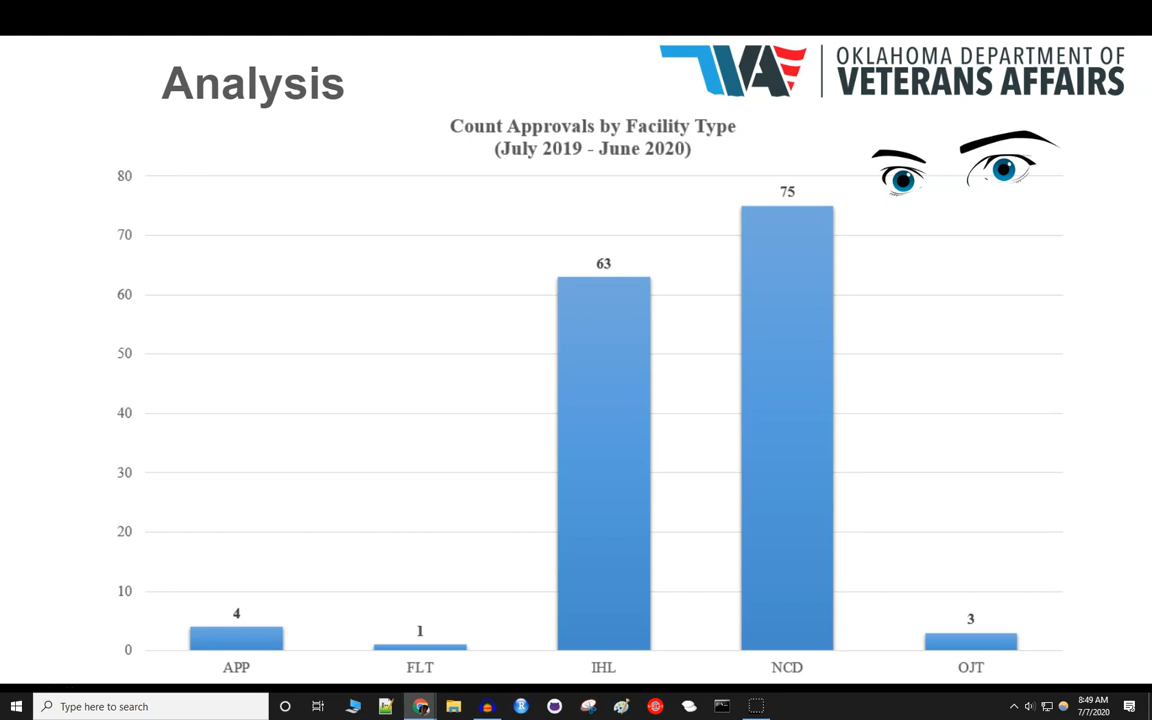 Analysis
OKLAHOMA DEPARTMENT OF
VETERANS AFFAIRS
Count Approvals by Facility Type
(July 2019 - June 2020)
80
70
60
50
40
30
20
10
0
4
1
63
75
3
APP
FLT
IHL
NCD
OJT
Type here to search
8:49 AM
7/7/2020